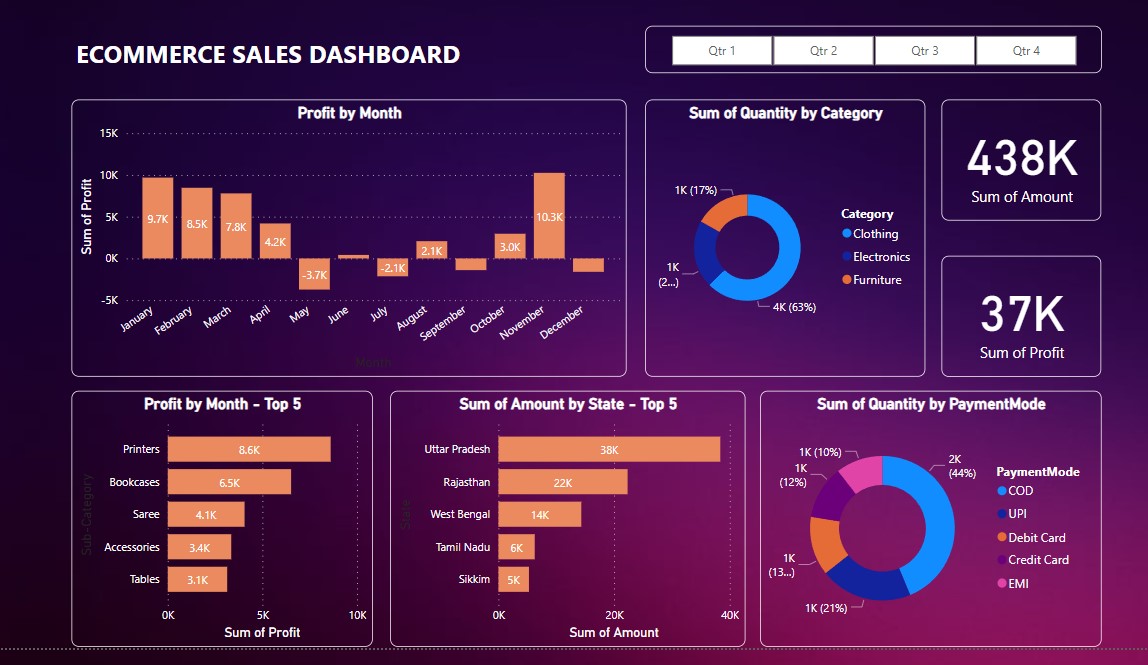 ECOMMERCE SALES DASHBOARD
Qtr 1
Qtr 2
Qtr 3
Qtr 4
Profit by Month
Sum of Profit
15K
10K
5K
0K
-5K
9.7K
8.5K
7.8K
4.2K
-3.7K
-2.1K
2.1K
3.0K
10.3K
January
February
March
April
May
June
July
August
September
October
November
December
Month
Sum of Quantity by Category
1K (17%)
1K
(2...)
4K (63%)
Category
Clothing
Electronics
Furniture
438K
Sum of Amount
37K
Sum of Profit
Profit by Month - Top 5
Sub-Category
Printers
8.6K
Bookcases
6.5K
Saree
4.1K
Accessories
3.4K
Tables
3.1K
0K
5K
10K
Sum of Profit
Sum of Amount by State - Top 5
State
Uttar Pradesh
38K
Rajasthan
22K
West Bengal
14K
Tamil Nadu
6K
Sikkim
5K
0K
20K
40K
Sum of Amount
Sum of Quantity by PaymentMode
1K (10%)
1K
(12%)
1K
(13...)
1K (21%)
2K
(44%)
PaymentMode
COD
UPI
Debit Card
Credit Card
EMI